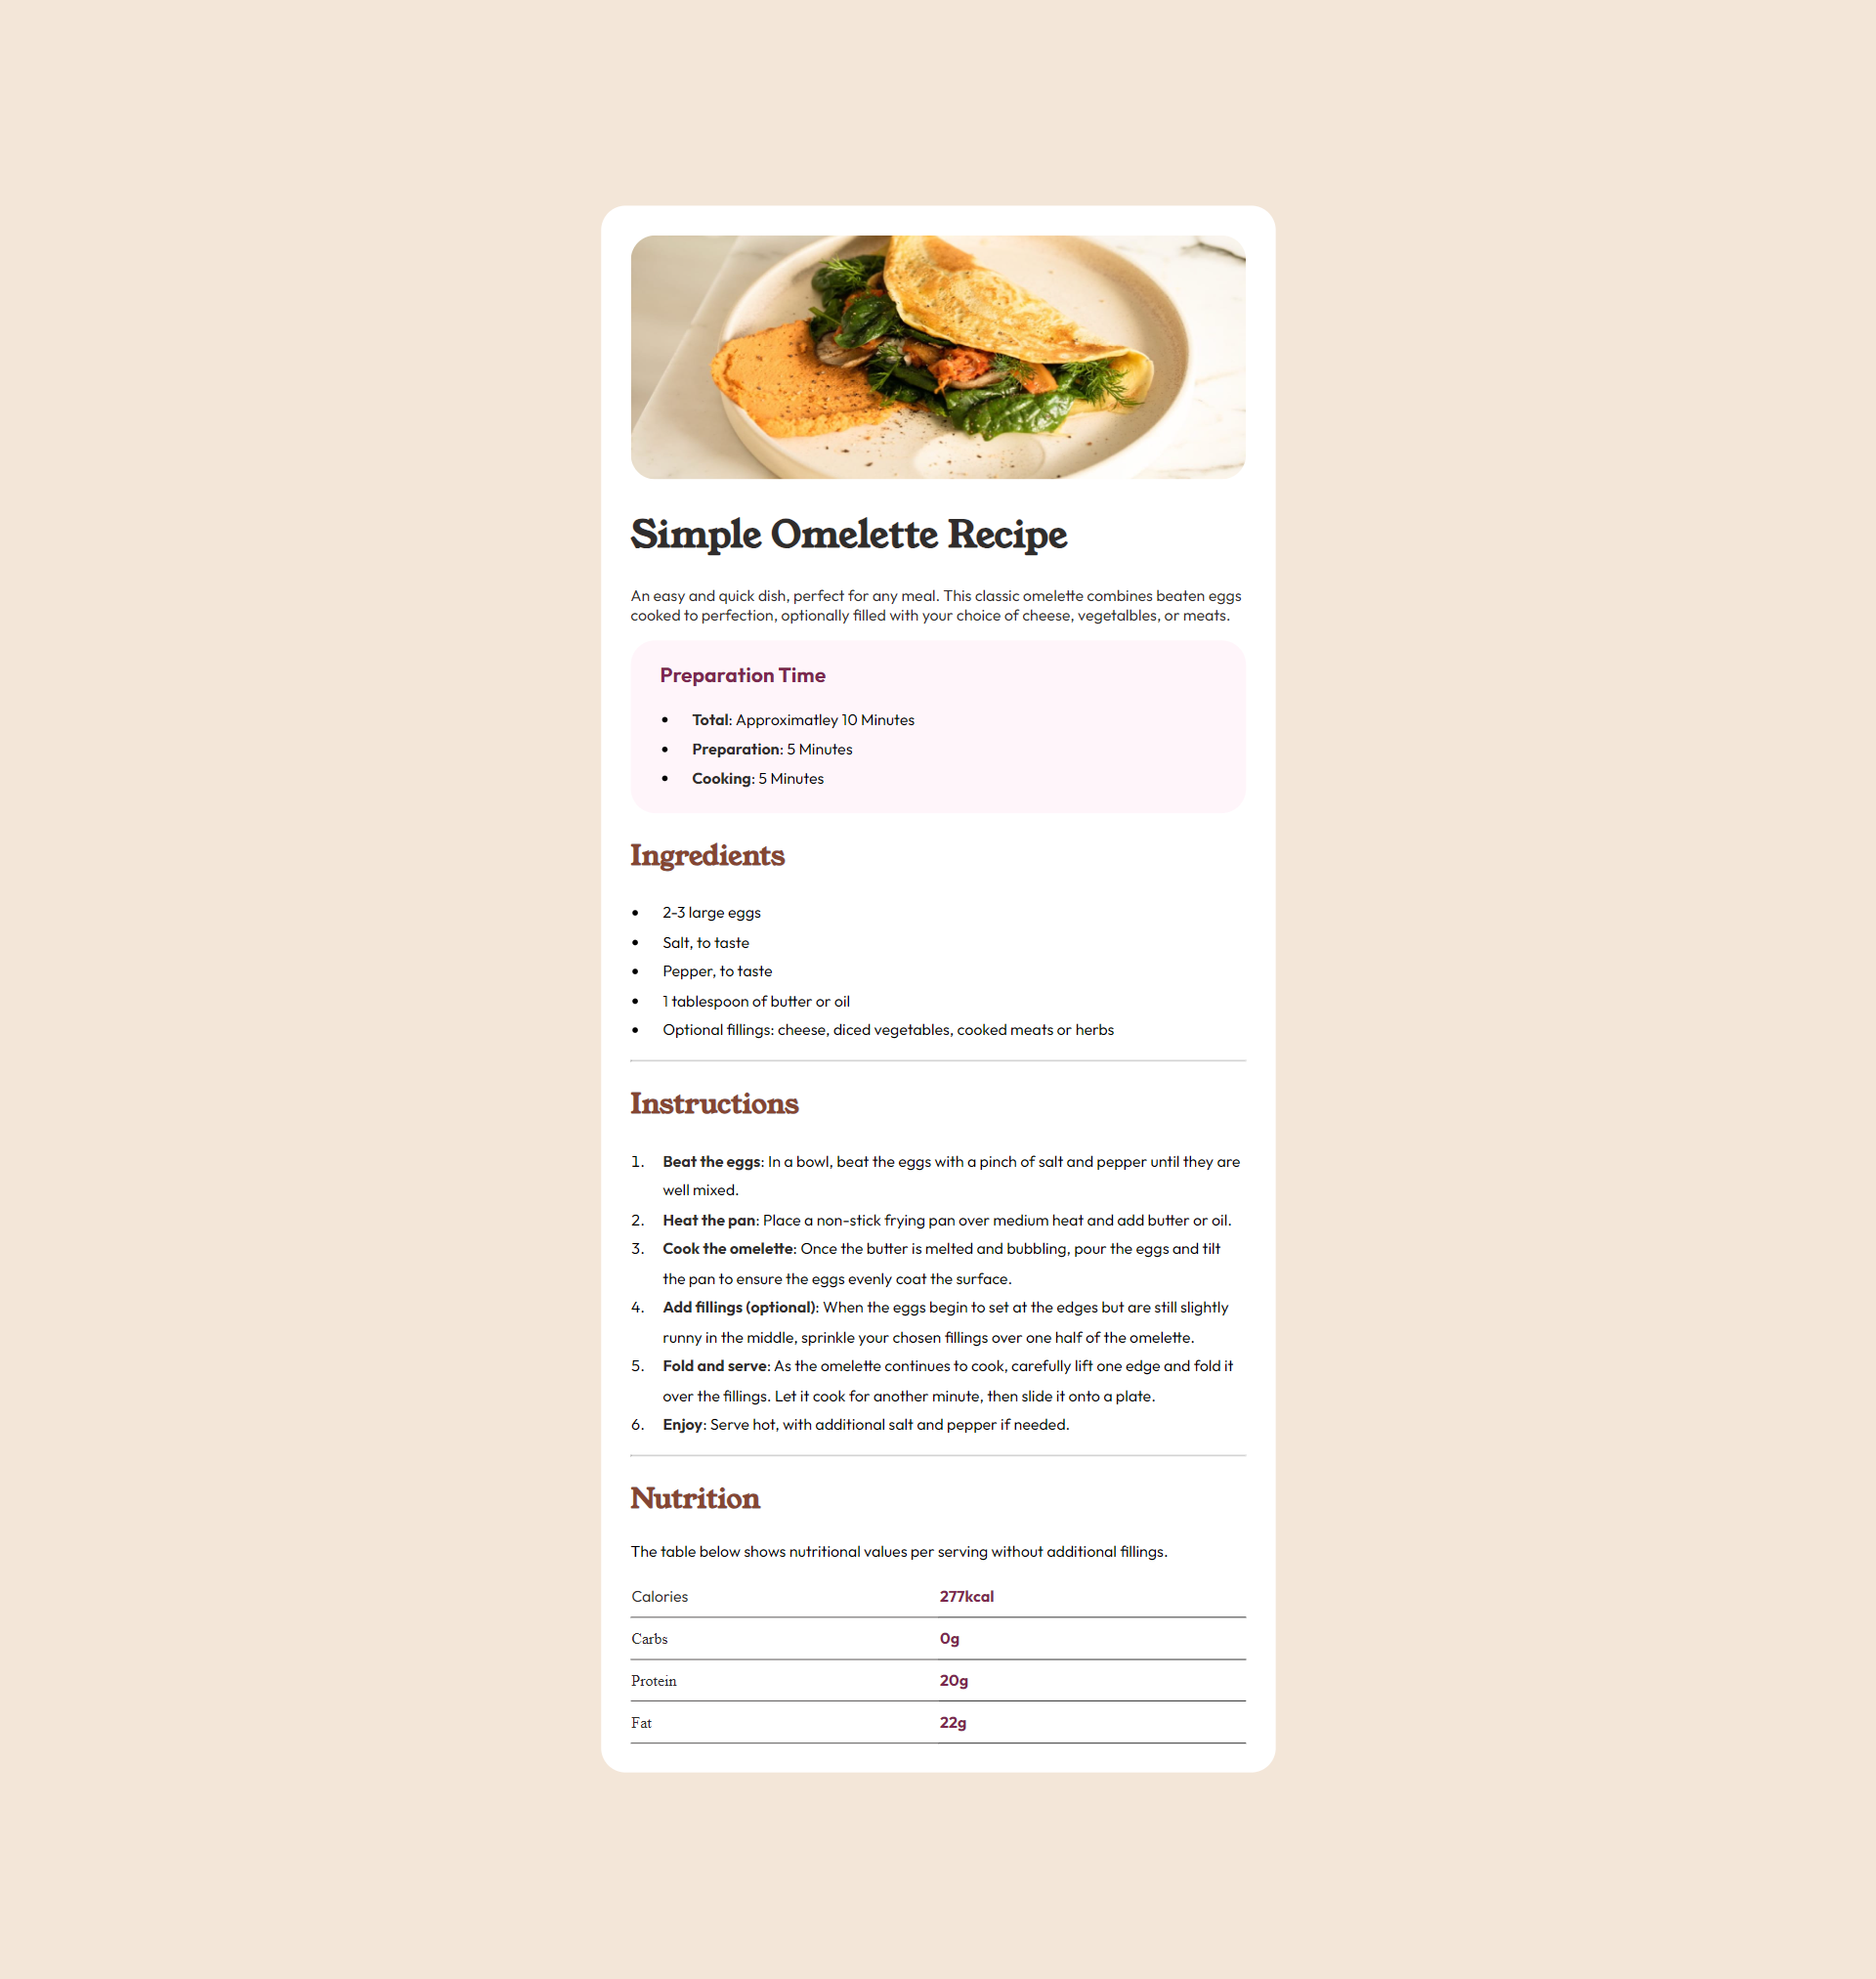 Simple Omelette Recipe
An easy and quick dish, perfect for any meal. This classic omelette combines beaten eggs
cooked to perfection, optionally filled with your choice of cheese, vegetalbles, or meats.
Preparation Time
• Total: Approximatley 10 Minutes
• Preparation: 5 Minutes
• Cooking: 5 Minutes
Ingredients
• 2-3 large eggs
• Salt, to taste
• Pepper, to taste
• 1 tablespoon of butter or oil
• Optional fillings: cheese, diced vegetables, cooked meats or herbs
Instructions
1. Beat the eggs: In a bowl, beat the eggs with a pinch of salt and pepper until they are
well mixed.
2. Heat the pan: Place a non-stick frying pan over medium heat and add butter or oil.
3. Cook the omelette: Once the butter is melted and bubbling, pour the eggs and tilt
the pan to ensure the eggs evenly coat the surface.
4. Add fillings (optional): When the eggs begin to set at the edges but are still slightly
runny in the middle, sprinkle your chosen fillings over one half of the omelette.
5. Fold and serve: As the omelette continues to cook, carefully lift one edge and fold it
over the fillings. Let it cook for another minute, then slide it onto a plate.
6. Enjoy: Serve hot, with additional salt and pepper if needed.
Nutrition
The table below shows nutritional values per serving without additional fillings.
Calories 277kcal
Carbs 0g
Protein 20g
Fat 22g